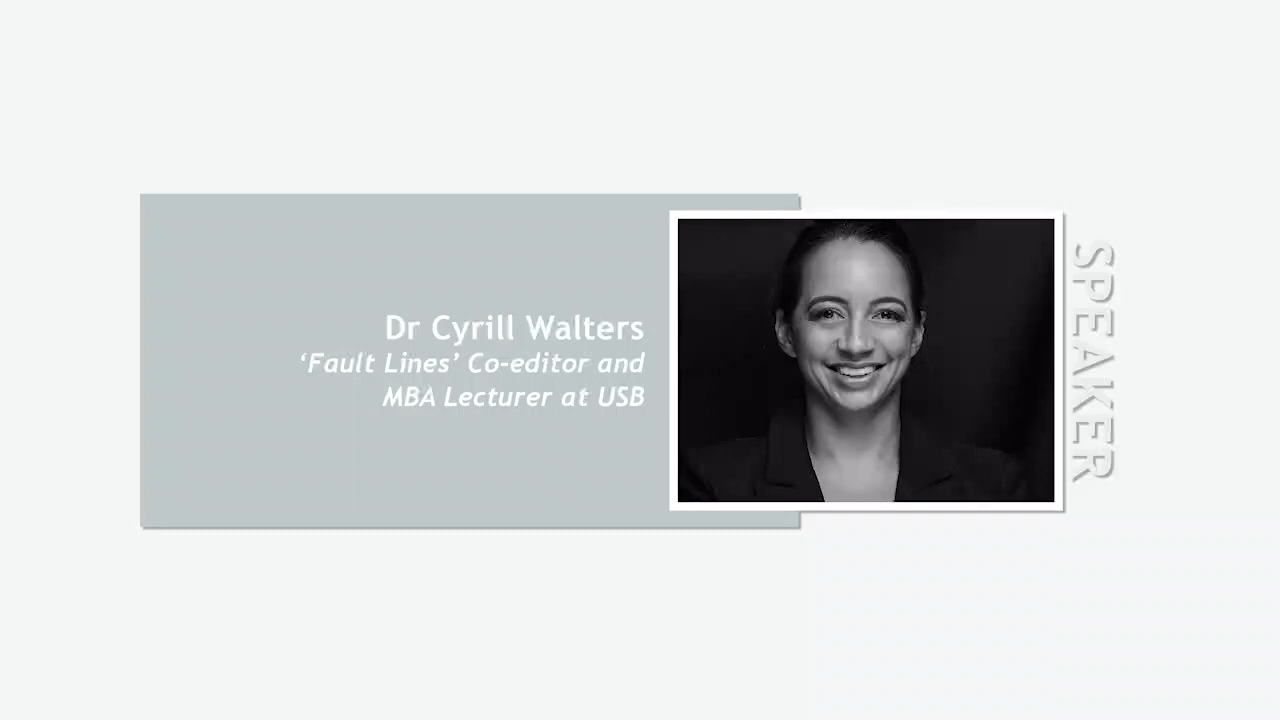 Dr Cyrill Walters
‘Fault Lines’ Co-editor and
MBA Lecturer at USB
SPEAKER